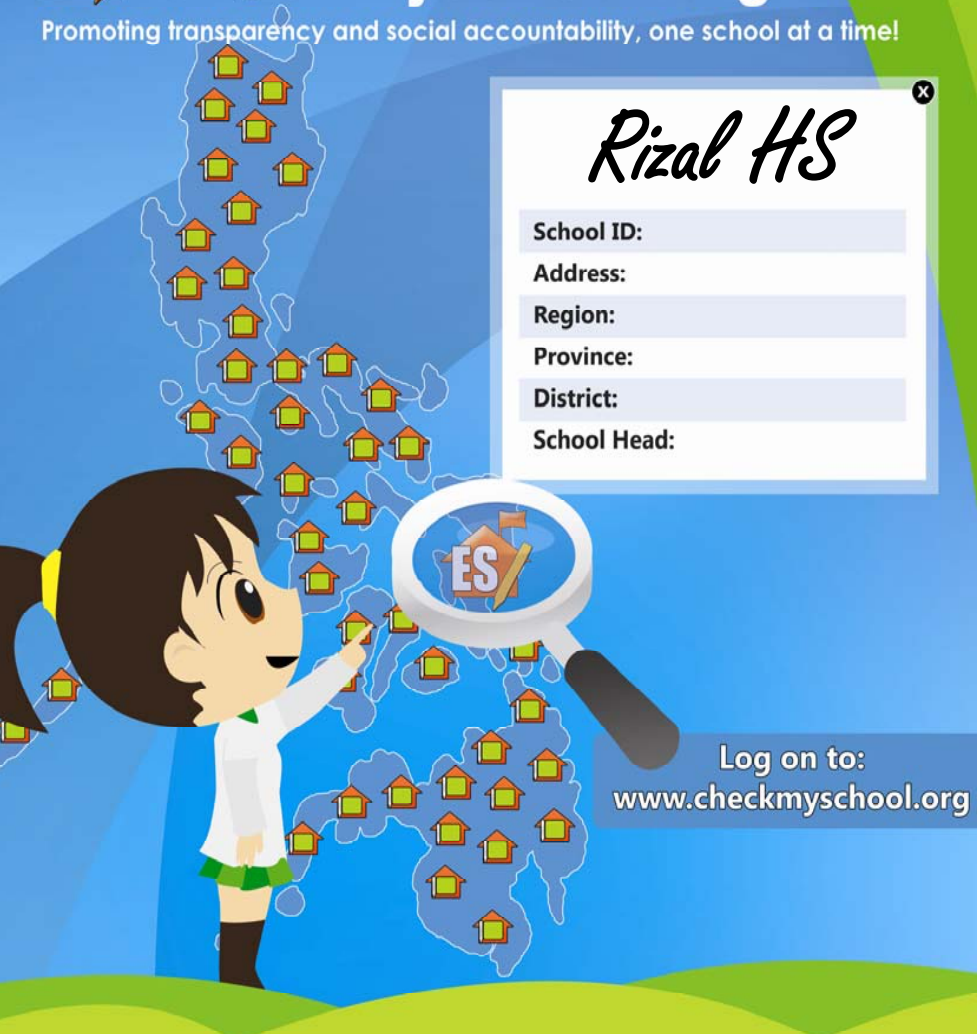 Promoting transparency and social accountability, one school at a time!
X
Rizal HS
School ID:
Address:
Region:
Province:
District:
School Head:
ES
Log on to:
www.checkmyschool.org